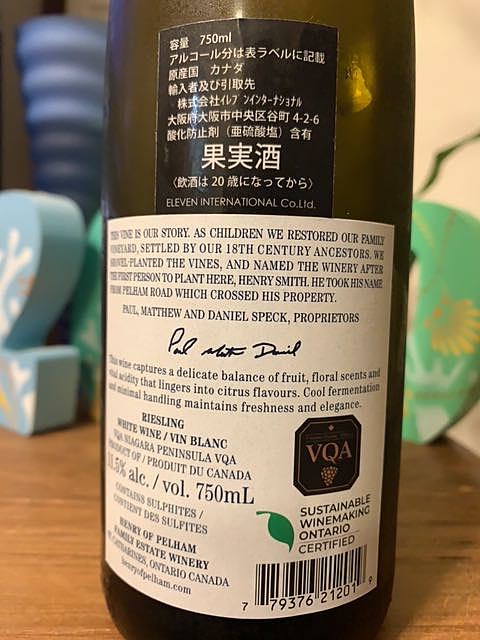 容量 750ml
アルコール分は表ラベルに記載
原産国 カナダ
輸入者及び引取先
株式会社イレブンインターナショナル
大阪府大阪市中央区谷町4-2-6
酸化防止剤（亜硫酸塩）含有
果実酒
〈飲酒は20歳になってから〉
ELEVEN INTERNATIONAL Co.Ltd.
THIS VINE IS OUR STORY. AS CHILDREN WE RESTORED OUR FAMILY
VINEYARD, SETTLED BY OUR 18TH CENTURY ANCESTORS. WE
SHOVEL-PLANTED THE VINES, AND NAMED THE WINERY AFTER
THE FIRST PERSON TO PLANT HERE, HENRY SMITH. HE TOOK HIS NAME
FROM PELHAM ROAD WHICH CROSSED HIS PROPERTY.
PAUL, MATTHEW AND DANIEL SPECK, PROPRIETORS
Paul Matthew Daniel
This wine captures a delicate balance of fruit, floral scents and
vital acidity that lingers into citrus flavours. Cool fermentation
and minimal handling maintains freshness and elegance.
RIESLING
WHITE WINE / VIN BLANC
VQA NIAGARA PENINSULA VQA
PRODUCT OF / PRODUIT DU CANADA
11.5% alc. / vol. 750mL
CONTAINS SULPHITES /
CONTIENT DES SULFITES
HENRY OF PELHAM
FAMILY ESTATE WINERY
ST. CATHARINES, ONTARIO CANADA
henryofpelham.com
VQA
SUSTAINABLE
WINEMAKING
ONTARIO
CERTIFIED
7 79376 21201 9